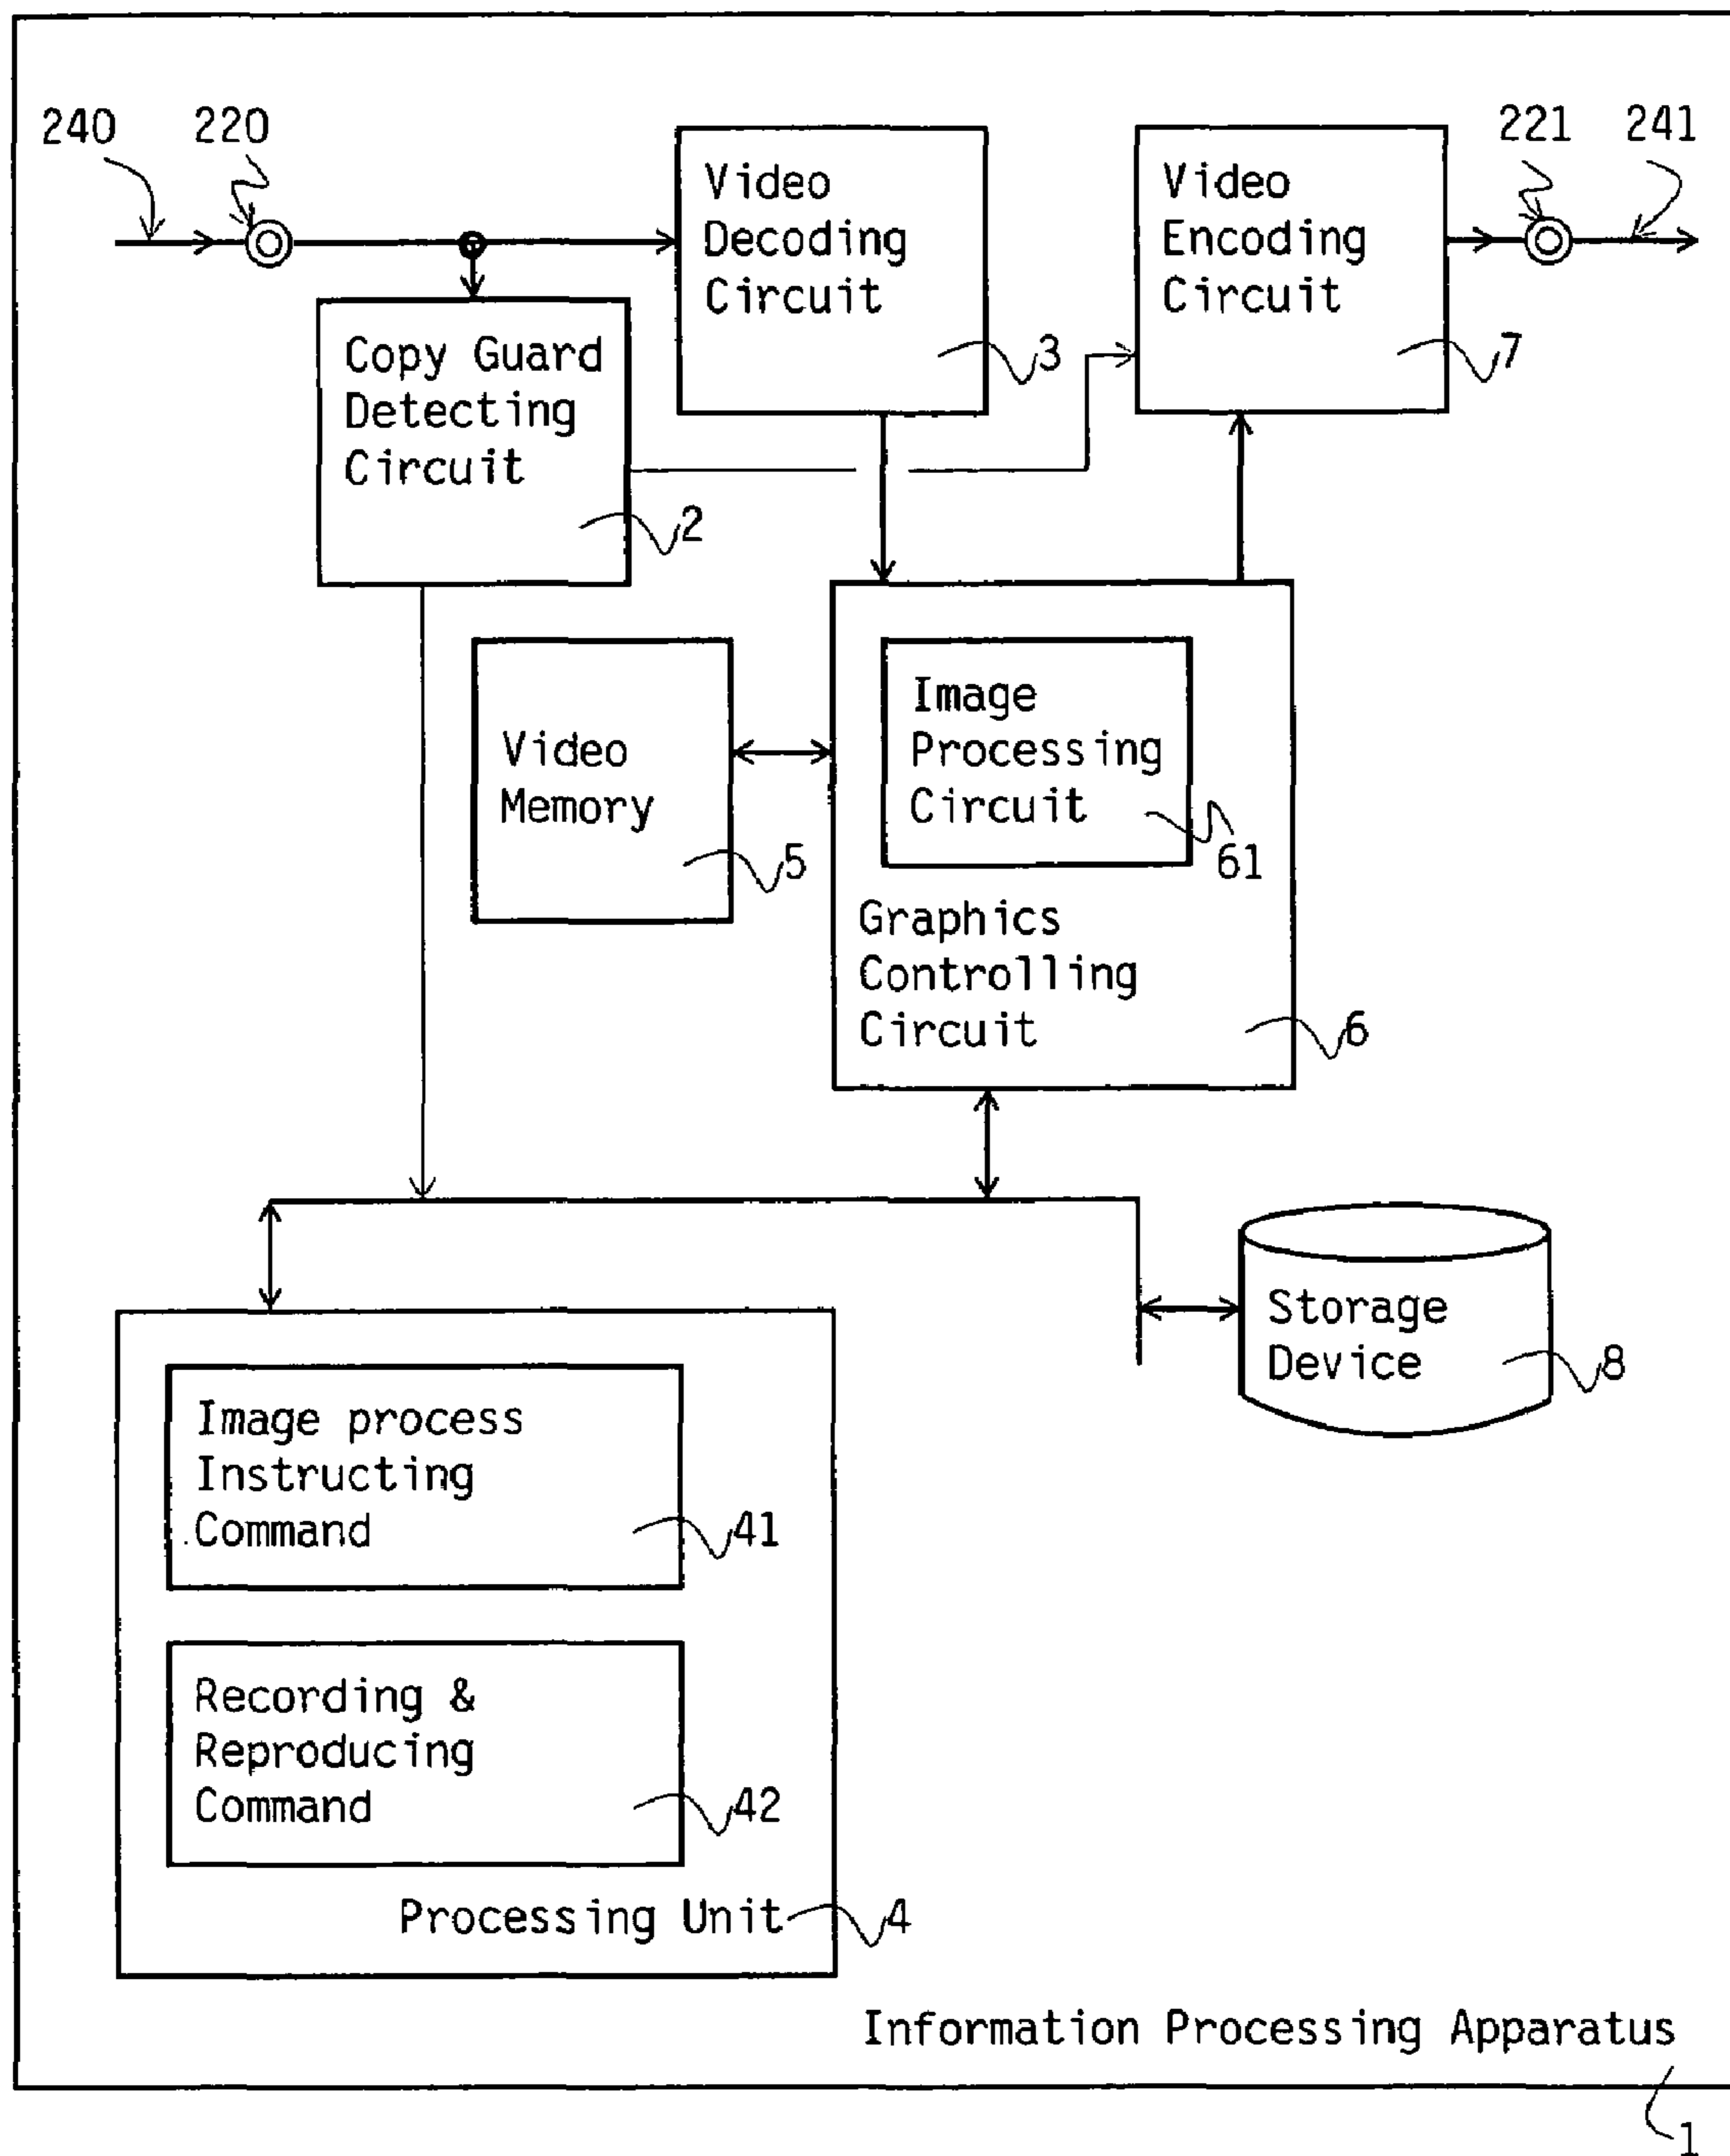 240
220
Video
Decoding
Circuit
3
Video
Encoding
Circuit
7
221
241
Copy Guard
Detecting
Circuit
2
Video
Memory
5
Image
Processing
Circuit
61
Graphics
Controlling
Circuit
6
Storage
Device
8
Image process
Instructing
Command
41
Recording &
Reproducing
Command
42
Processing Unit
4
Information Processing Apparatus
1